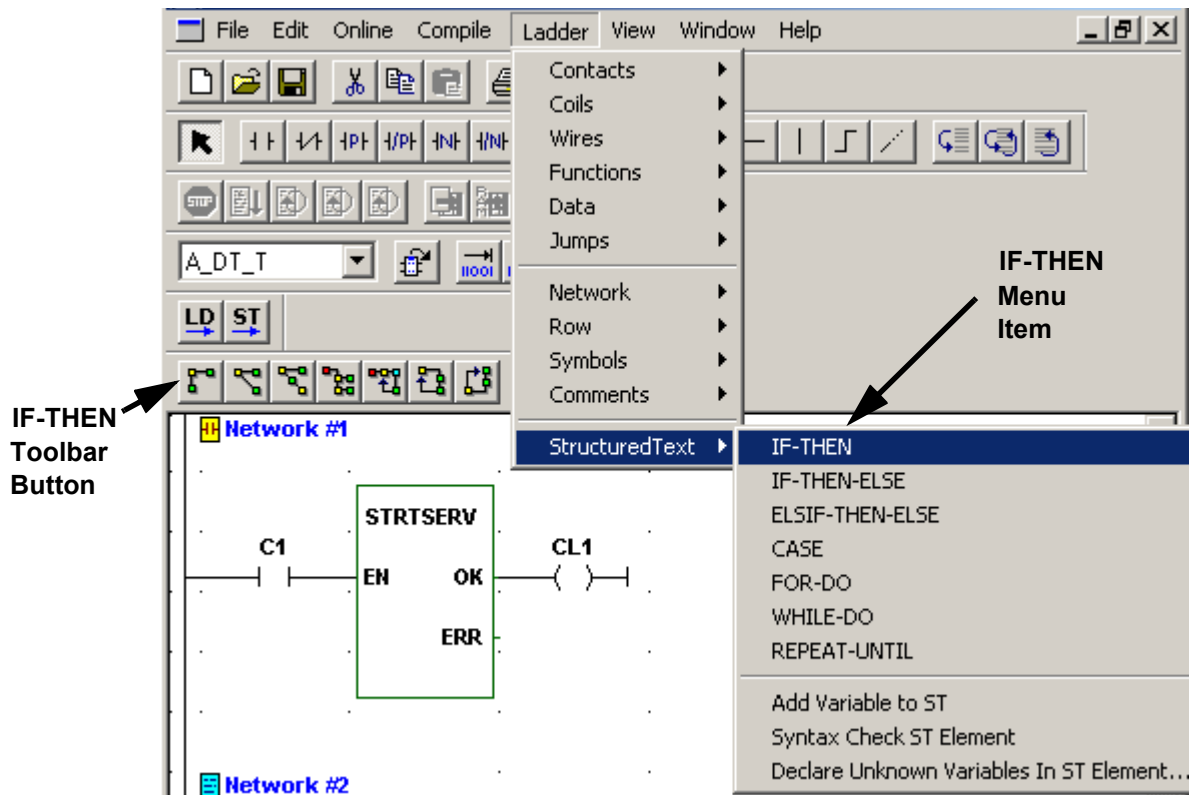 File Edit Online Compile Ladder View Window Help
Contacts
Coils
Wires
Functions
Data
Jumps
Network
Row
Symbols
Comments
StructuredText
P
/P
N
/N
STOP
A_DT_T
11001
LD ST
IF-THEN
Toolbar
Button
IF-THEN
Menu
Item
IF-THEN
IF-THEN-ELSE
ELSIF-THEN-ELSE
CASE
FOR-DO
WHILE-DO
REPEAT-UNTIL
Add Variable to ST
Syntax Check ST Element
Declare Unknown Variables In ST Element...
Network #1
STRTSERV
C1
CL1
EN OK
ERR
Network #2